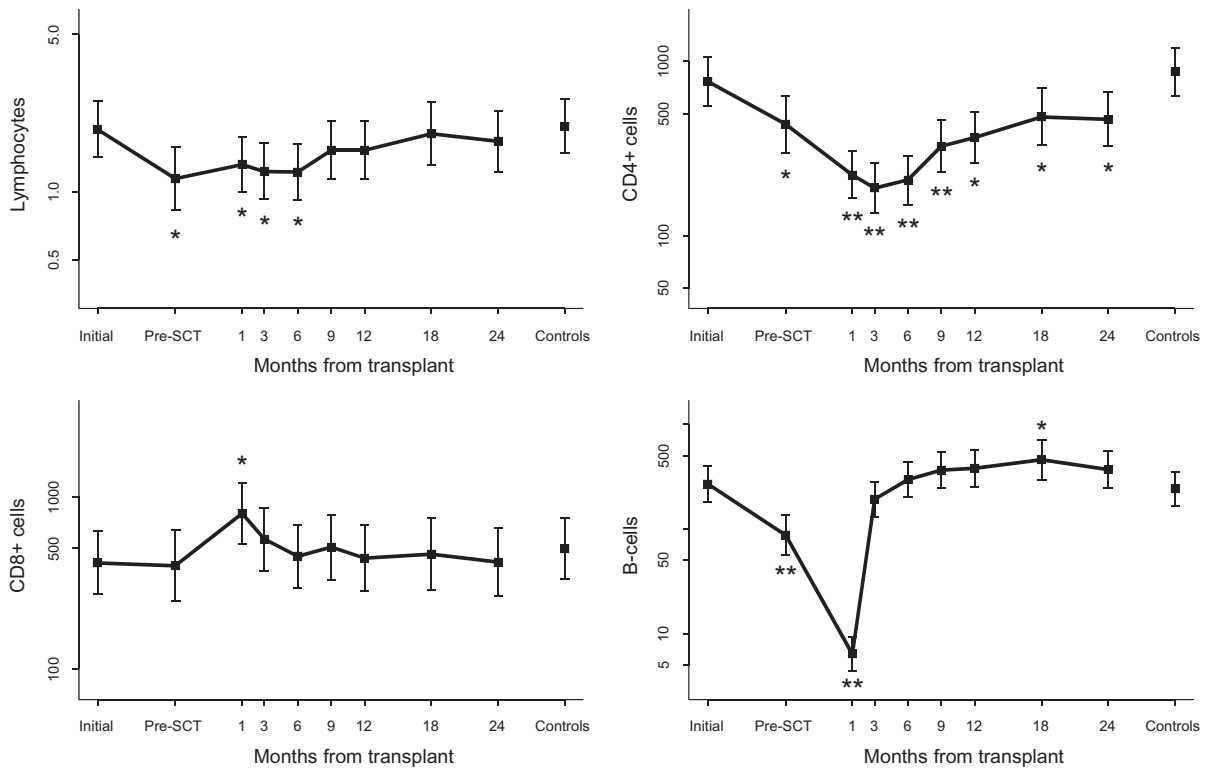 Lymphocytes
5.0
1.0
0.5
* * * *
Initial Pre-SCT 1 3 6 9 12 18 24 Controls
Months from transplant
CD4+ cells
1000
500
100
50
* ** ** ** ** * * *
Initial Pre-SCT 1 3 6 9 12 18 24 Controls
Months from transplant
CD8+ cells
1000
500
100
*
Initial Pre-SCT 1 3 6 9 12 18 24 Controls
Months from transplant
B-cells
500
50
10
5
** ** *
Initial Pre-SCT 1 3 6 9 12 18 24 Controls
Months from transplant